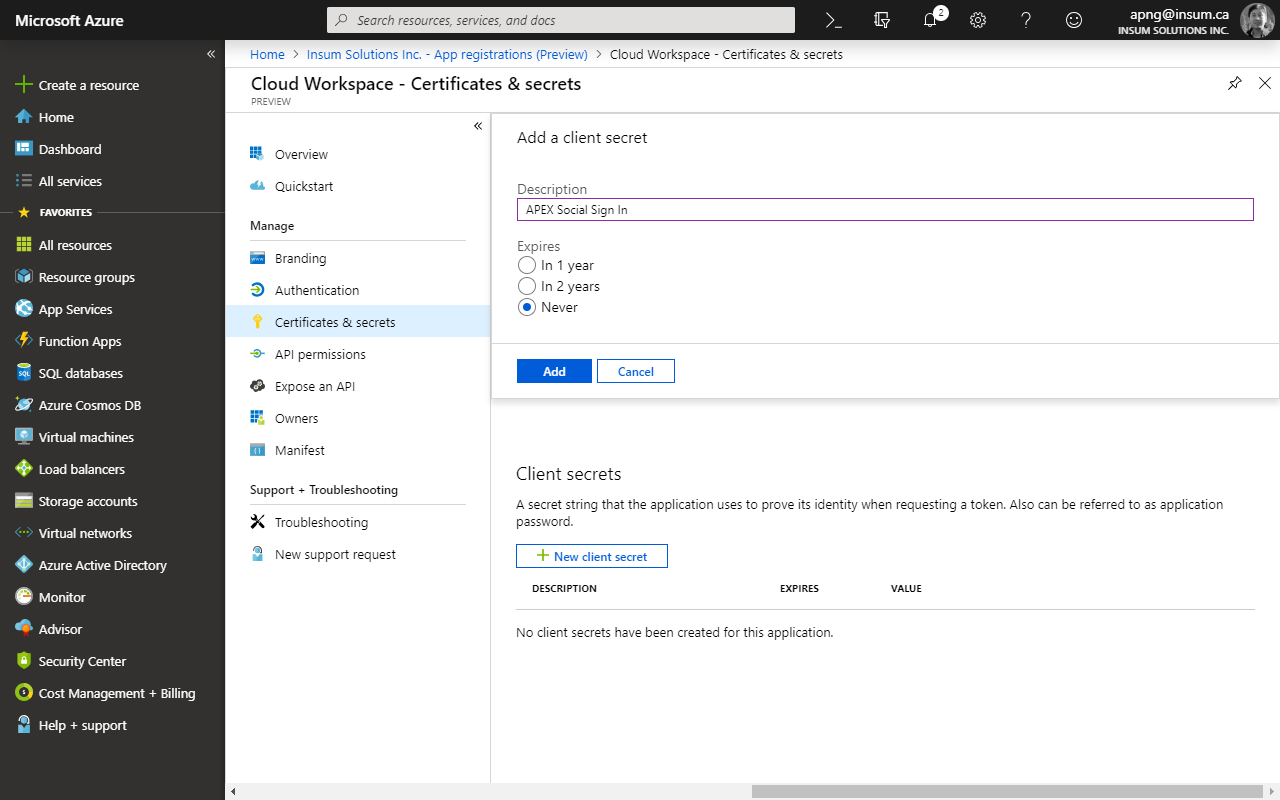 Microsoft Azure
Search resources, services, and docs
2
apng@insum.ca
INSUM SOLUTIONS INC.
Create a resource
Home
Dashboard
All services
FAVORITES
All resources
Resource groups
App Services
Function Apps
SQL databases
Azure Cosmos DB
Virtual machines
Load balancers
Storage accounts
Virtual networks
Azure Active Directory
Monitor
Advisor
Security Center
Cost Management + Billing
Help + support
Home > Insum Solutions Inc. - App registrations (Preview) > Cloud Workspace - Certificates & secrets
Cloud Workspace - Certificates & secrets
PREVIEW
Overview
Quickstart
Manage
Branding
Authentication
Certificates & secrets
API permissions
Expose an API
Owners
Manifest
Support + Troubleshooting
Troubleshooting
New support request
Add a client secret
Description
APEX Social Sign In
Expires
In 1 year
In 2 years
Never
Add Cancel
Client secrets
A secret string that the application uses to prove its identity when requesting a token. Also can be referred to as application
password.
New client secret
DESCRIPTION EXPIRES VALUE
No client secrets have been created for this application.